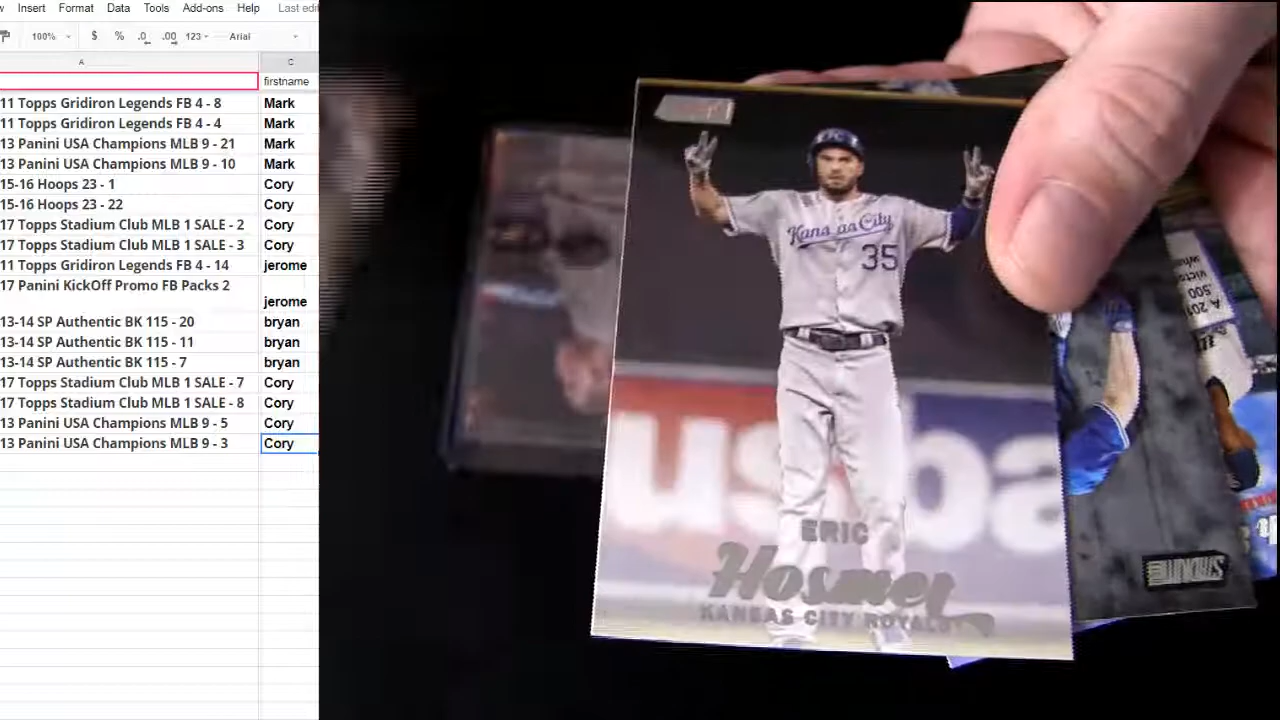 Insert Format Data Tools Add-ons Help Last
100% $ % .0 .00 123 Arial
A C
firstname
11 Topps Gridiron Legends FB 4 - 8 Mark
11 Topps Gridiron Legends FB 4 - 4 Mark
13 Panini USA Champions MLB 9 - 21 Mark
13 Panini USA Champions MLB 9 - 10 Mark
15-16 Hoops 23 - 1 Cory
15-16 Hoops 23 - 22 Cory
17 Topps Stadium Club MLB 1 SALE - 2 Cory
17 Topps Stadium Club MLB 1 SALE - 3 Cory
11 Topps Gridiron Legends FB 4 - 14 jerome
17 Panini KickOff Promo FB Packs 2
jerome
13-14 SP Authentic BK 115 - 20 bryan
13-14 SP Authentic BK 115 - 11 bryan
13-14 SP Authentic BK 115 - 7 bryan
17 Topps Stadium Club MLB 1 SALE - 7 Cory
17 Topps Stadium Club MLB 1 SALE - 8 Cory
13 Panini USA Champions MLB 9 - 5 Cory
13 Panini USA Champions MLB 9 - 3 Cory
Kansas City
35
usba
ERIC
Hosmer
KANSAS CITY ROYALS
A .500